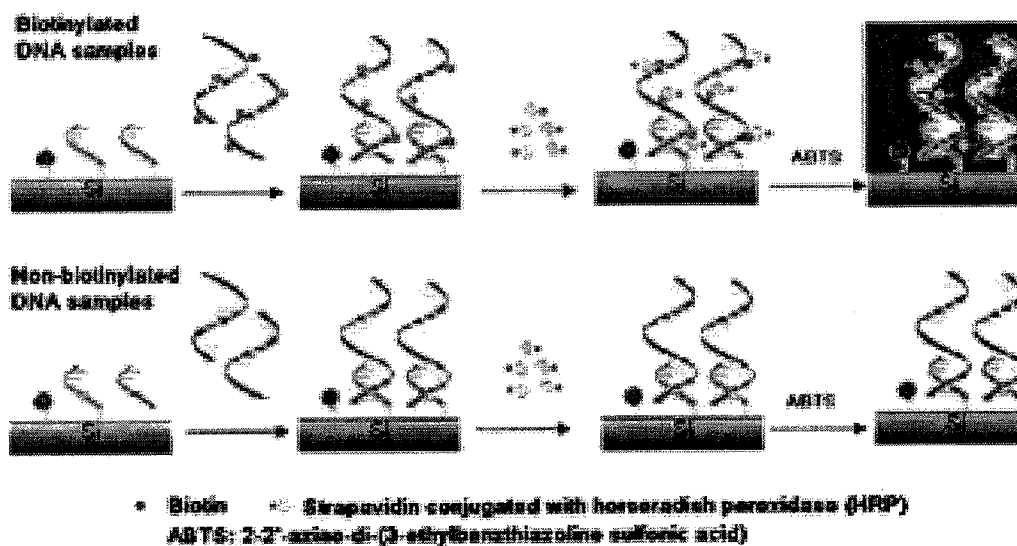 Biotinylated
DNA samples
ABTS
Si
Si
Si
Si
Non-biotinylated
DNA samples
ABTS
Si
Si
Si
Si
Biotin Strapavidin conjugated with horseradish peroxidase (HRP)
ABTS: 2-2'-azino-di-(3-ethylbenzthiazoline sulfonic acid)